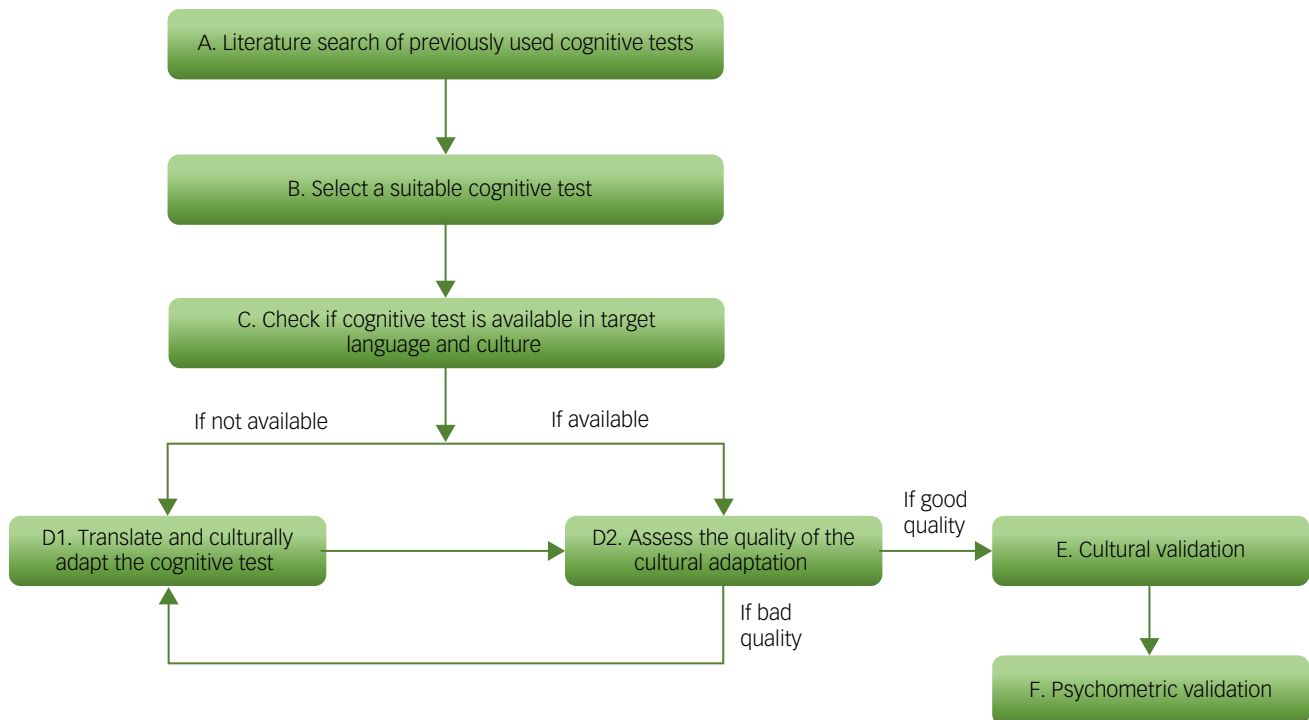 A. Literature search of previously used cognitive tests
B. Select a suitable cognitive test
C. Check if cognitive test is available in target
language and culture
If not available
If available
D1. Translate and culturally
adapt the cognitive test
D2. Assess the quality of the
cultural adaptation
If good
quality
E. Cultural validation
If bad
quality
F. Psychometric validation